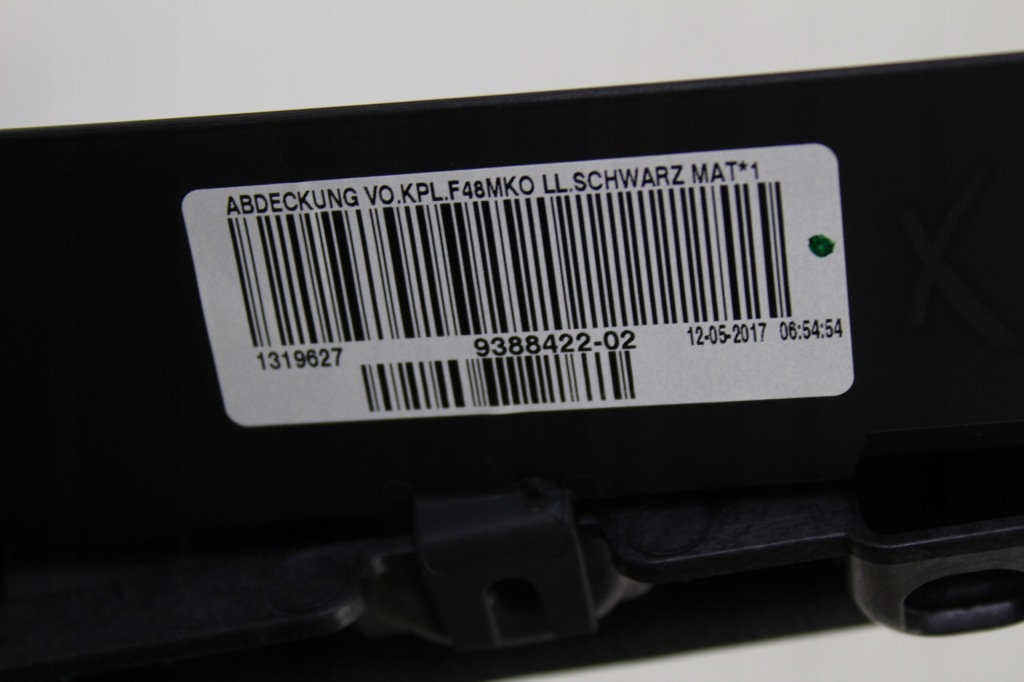 ABDECKUNG VO.KPL.F48MKO LL.SCHWARZ MAT*1
1319627 9388422-02 12-05-2017 06:54:54